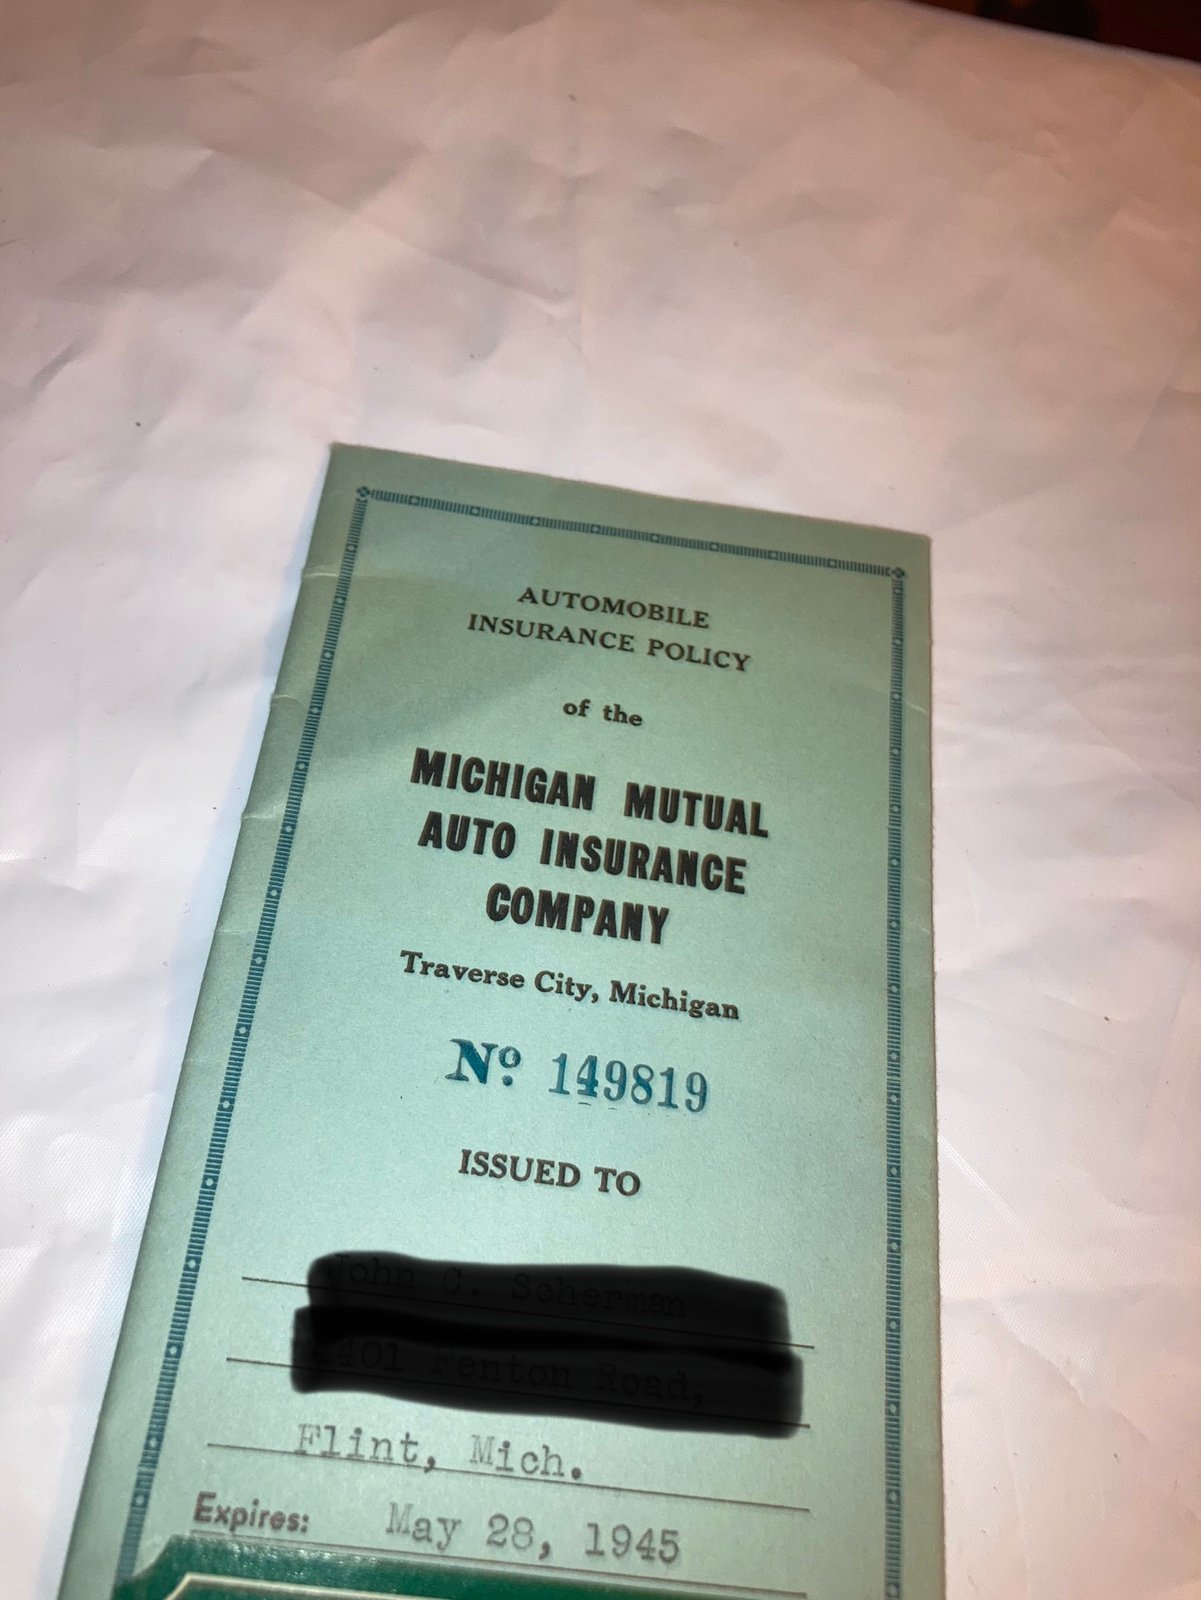 AUTOMOBILE
INSURANCE POLICY
of the
MICHIGAN MUTUAL
AUTO INSURANCE
COMPANY
Traverse City, Michigan
Nº 149819
ISSUED TO
Flint, Mich.
Expires: May 28, 1945